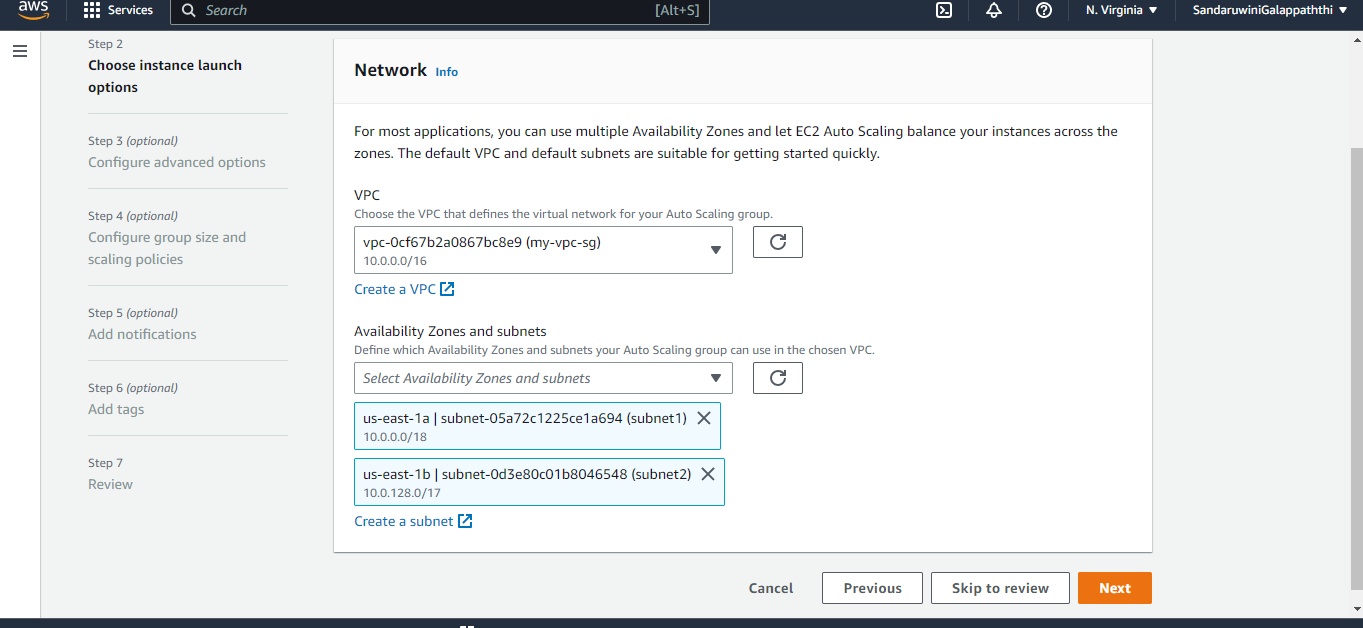 aws
Services
Search
[Alt+S]
N. Virginia
SandaruwiniGalappaththi
Step 2
Choose instance launch
options
Step 3 (optional)
Configure advanced options
Step 4 (optional)
Configure group size and
scaling policies
Step 5 (optional)
Add notifications
Step 6 (optional)
Add tags
Step 7
Review
Network Info
For most applications, you can use multiple Availability Zones and let EC2 Auto Scaling balance your instances across the
zones. The default VPC and default subnets are suitable for getting started quickly.
VPC
Choose the VPC that defines the virtual network for your Auto Scaling group.
vpc-0cf67b2a0867bc8e9 (my-vpc-sg)
10.0.0.0/16
Create a VPC
Availability Zones and subnets
Define which Availability Zones and subnets your Auto Scaling group can use in the chosen VPC.
Select Availability Zones and subnets
us-east-1a | subnet-05a72c1225ce1a694 (subnet1)
10.0.0.0/18
us-east-1b | subnet-0d3e80c01b8046548 (subnet2)
10.0.128.0/17
Create a subnet
Cancel
Previous
Skip to review
Next